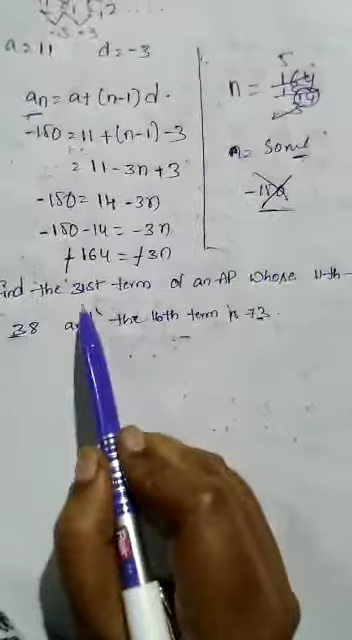 a = 11 d = -3
an = a + (n-1) d.
-150 = 11 + (n-1) -3
= 11 - 3n + 3
-150 = 14 - 3n
-150 - 14 = -3n
+164 = +3n
n =
-150
Find the 31st term of an AP whose 11th
38 the 16th term is 73.